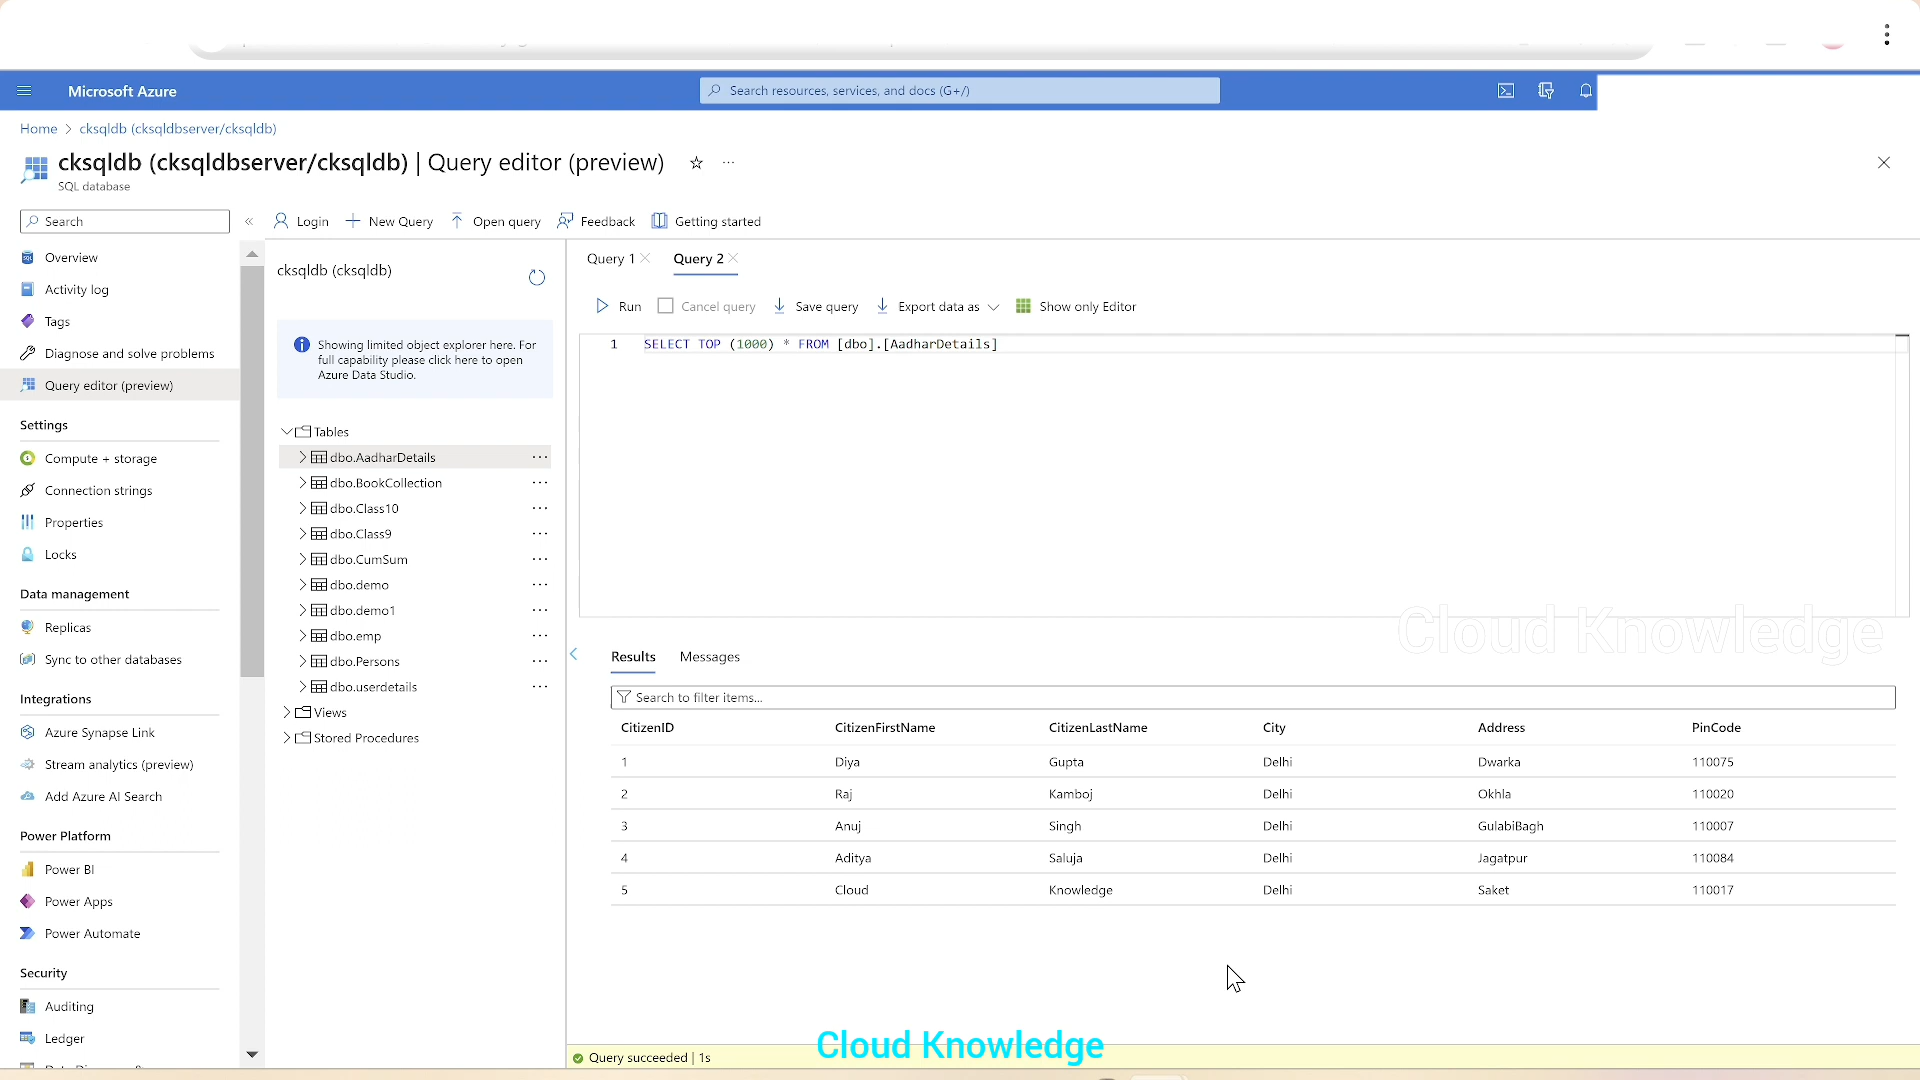 Microsoft Azure
Search resources, services, and docs (G+/)
Home > cksqldb (cksqldbserver/cksqldb)
cksqldb (cksqldbserver/cksqldb) | Query editor (preview)
SQL database
Search
Login
New Query
Open query
Feedback
Getting started
Overview
Activity log
Tags
Diagnose and solve problems
Query editor (preview)
Settings
Compute + storage
Connection strings
Properties
Locks
Data management
Replicas
Sync to other databases
Integrations
Azure Synapse Link
Stream analytics (preview)
Add Azure AI Search
Power Platform
Power BI
Power Apps
Power Automate
Security
Auditing
Ledger
cksqldb (cksqldb)
Showing limited object explorer here. For
full capability please click here to open
Azure Data Studio.
Tables
dbo.AadharDetails
dbo.BookCollection
dbo.Class10
dbo.Class9
dbo.CumSum
dbo.demo
dbo.demo1
dbo.emp
dbo.Persons
dbo.userdetails
Views
Stored Procedures
Query 1 Query 2
Run Cancel query Save query Export data as Show only Editor
1 SELECT TOP (1000) * FROM [dbo].[AadharDetails]
Cloud Knowledge
Results Messages
Search to filter items...
CitizenID CitizenFirstName CitizenLastName City Address PinCode
1 Diya Gupta Delhi Dwarka 110075
2 Raj Kamboj Delhi Okhla 110020
3 Anuj Singh Delhi GulabiBagh 110007
4 Aditya Saluja Delhi Jagatpur 110084
5 Cloud Knowledge Delhi Saket 110017
Cloud Knowledge
Query succeeded | 1s